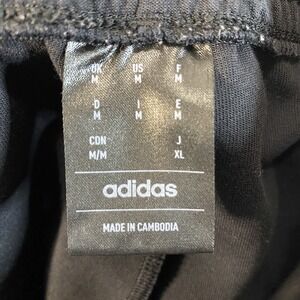 UK US F
M M M
D I E
M M M
CDN J
M/M XL
adidas
MADE IN CAMBODIA